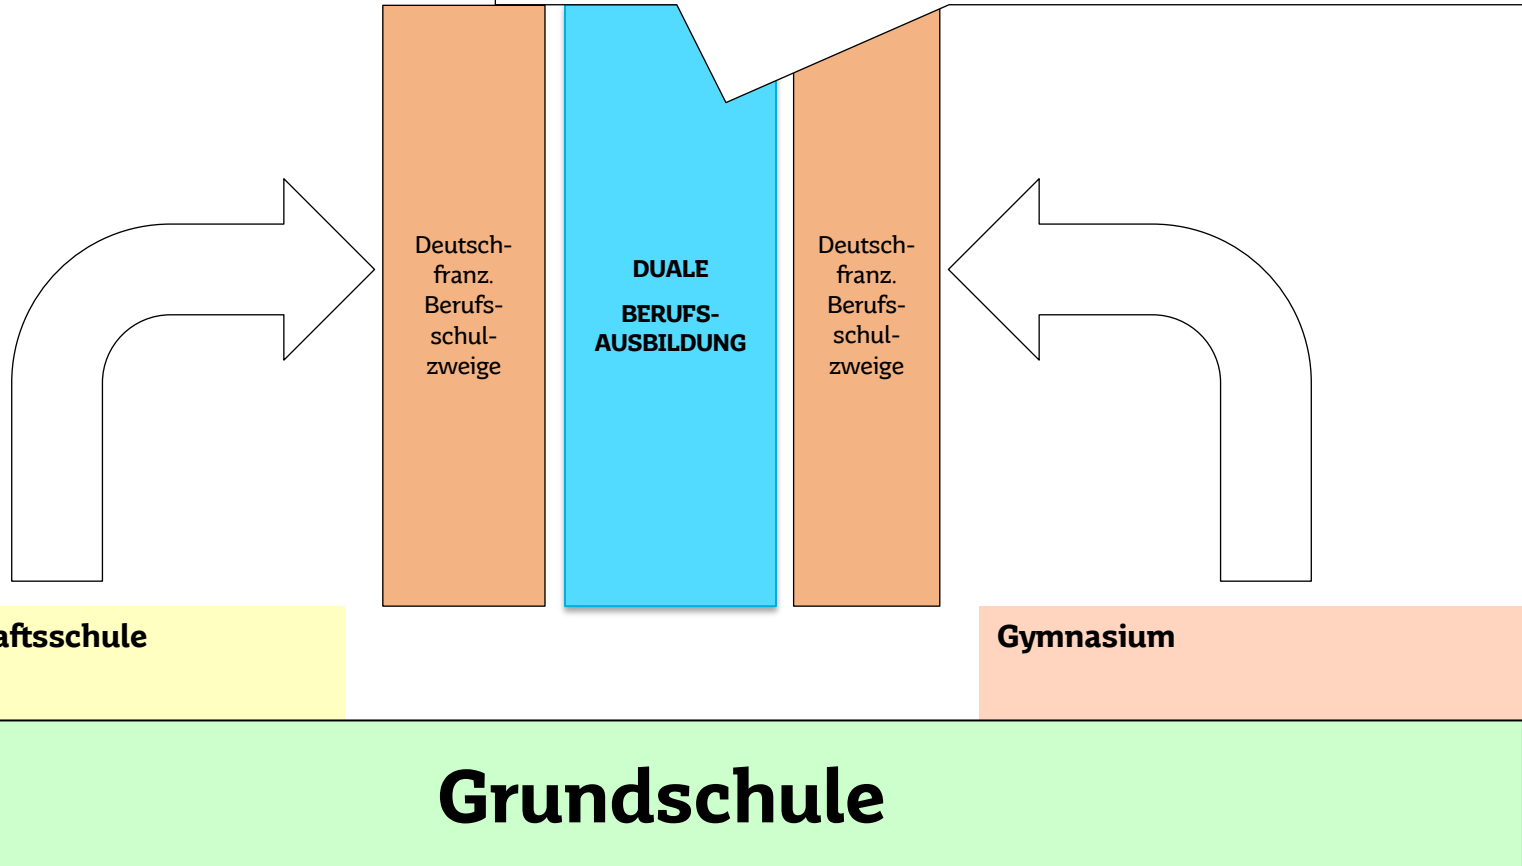 Deutsch-
franz.
Berufs-
schul-
zweige
DUALE
BERUFS-
AUSBILDUNG
Deutsch-
franz.
Berufs-
schul-
zweige
aftsschule
Gymnasium
Grundschule